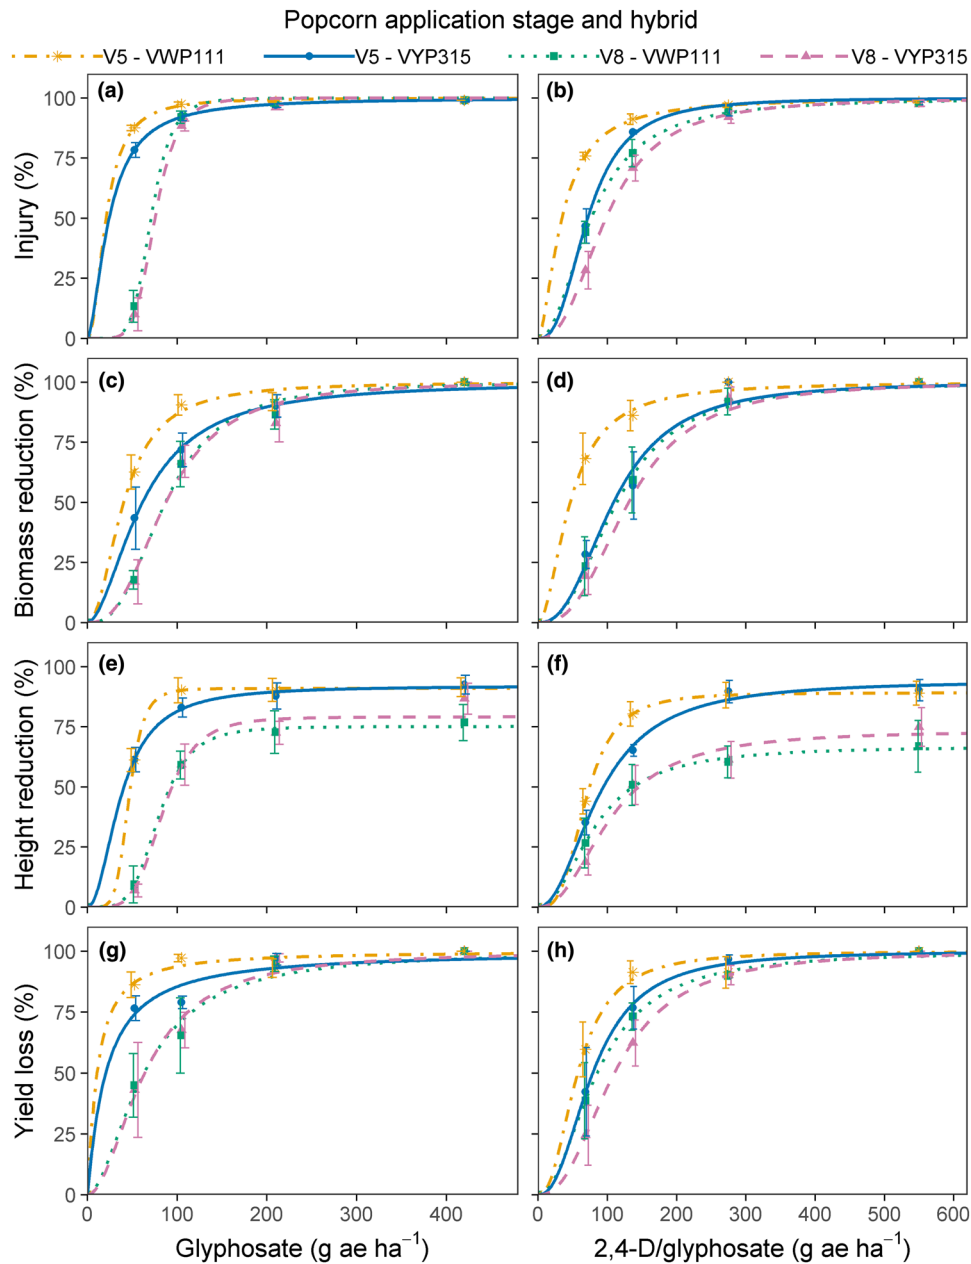 Popcorn application stage and hybrid
V5 - VWP111 V5 - VYP315 V8 - VWP111 V8 - VYP315
(a) (b)
Injury (%)
100
75
50
25
0
(c) (d)
Biomass reduction (%)
100
75
50
25
0
(e) (f)
Height reduction (%)
100
75
50
25
0
(g) (h)
Yield loss (%)
100
75
50
25
0
0 100 200 300 400 0 100 200 300 400 500 600
Glyphosate (g ae ha⁻¹) 2,4-D/glyphosate (g ae ha⁻¹)